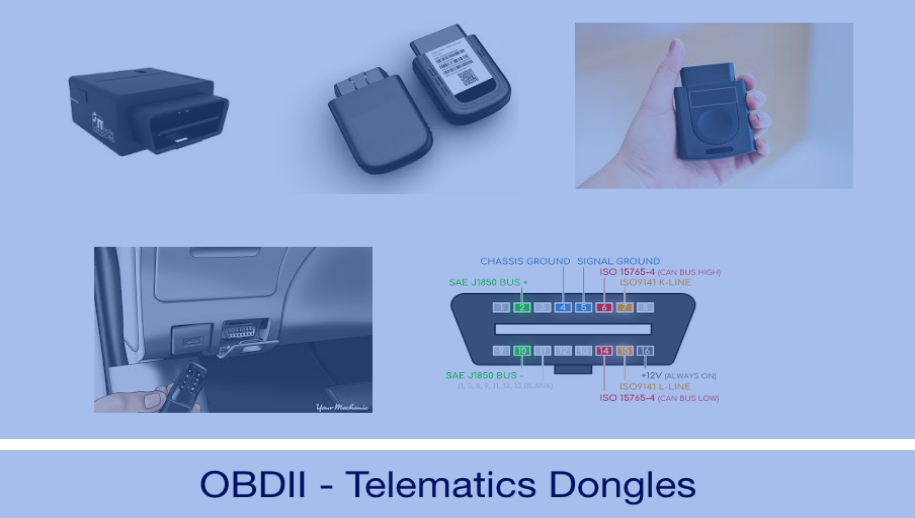 CHASSIS GROUND SIGNAL GROUND
ISO 15765-4 (CAN BUS HIGH)
SAE J1850 BUS + ISO9141 K-LINE
1 2 3 4 5 6 7 8
9 10 11 12 13 14 15 16
SAE J1850 BUS - +12V (ALWAYS ON)
(1, 3, 8, 9, 11, 12, 13 BLANK) ISO9141 L-LINE
ISO 15765-4 (CAN BUS LOW)
Your Mechanic
OBDII - Telematics Dongles